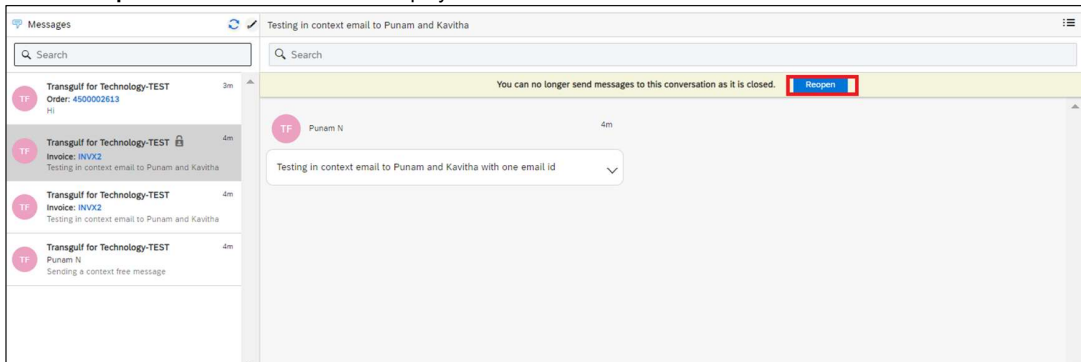 Messages
Search
TF
Transgulf for Technology-TEST
3m
Order: 4500002613
Hi
TF
Transgulf for Technology-TEST
4m
Invoice: INVX2
Testing in context email to Punam and Kavitha
TF
Transgulf for Technology-TEST
4m
Invoice: INVX2
Testing in context email to Punam and Kavitha
TF
Transgulf for Technology-TEST
4m
Punam N
Sending a context free message
Testing in context email to Punam and Kavitha
Search
You can no longer send messages to this conversation as it is closed.
Reopen
TF
Punam N
4m
Testing in context email to Punam and Kavitha with one email id